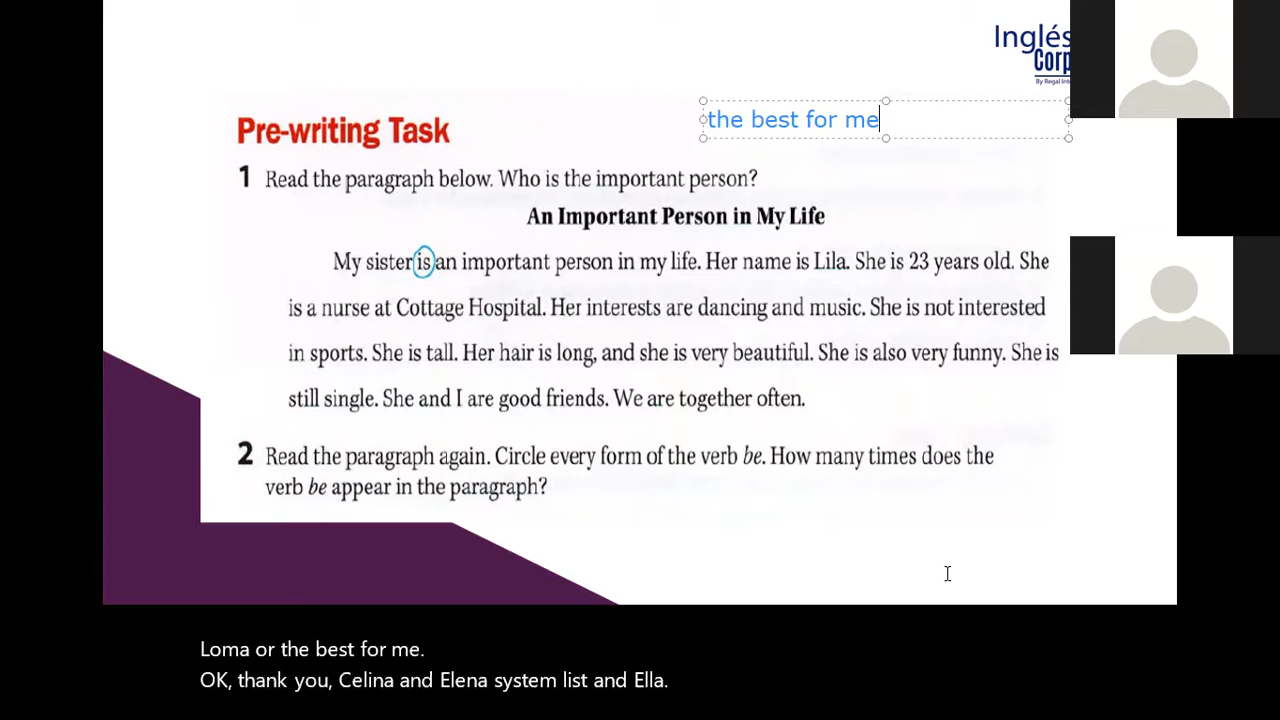 Inglés
Corp
By Regal Int
the best for me
Pre-writing Task
1 Read the paragraph below. Who is the important person?
An Important Person in My Life
My sister is an important person in my life. Her name is Lila. She is 23 years old. She
is a nurse at Cottage Hospital. Her interests are dancing and music. She is not interested
in sports. She is tall. Her hair is long, and she is very beautiful. She is also very funny. She is
still single. She and I are good friends. We are together often.
2 Read the paragraph again. Circle every form of the verb be. How many times does the
verb be appear in the paragraph?
Loma or the best for me.
OK, thank you, Celina and Elena system list and Ella.